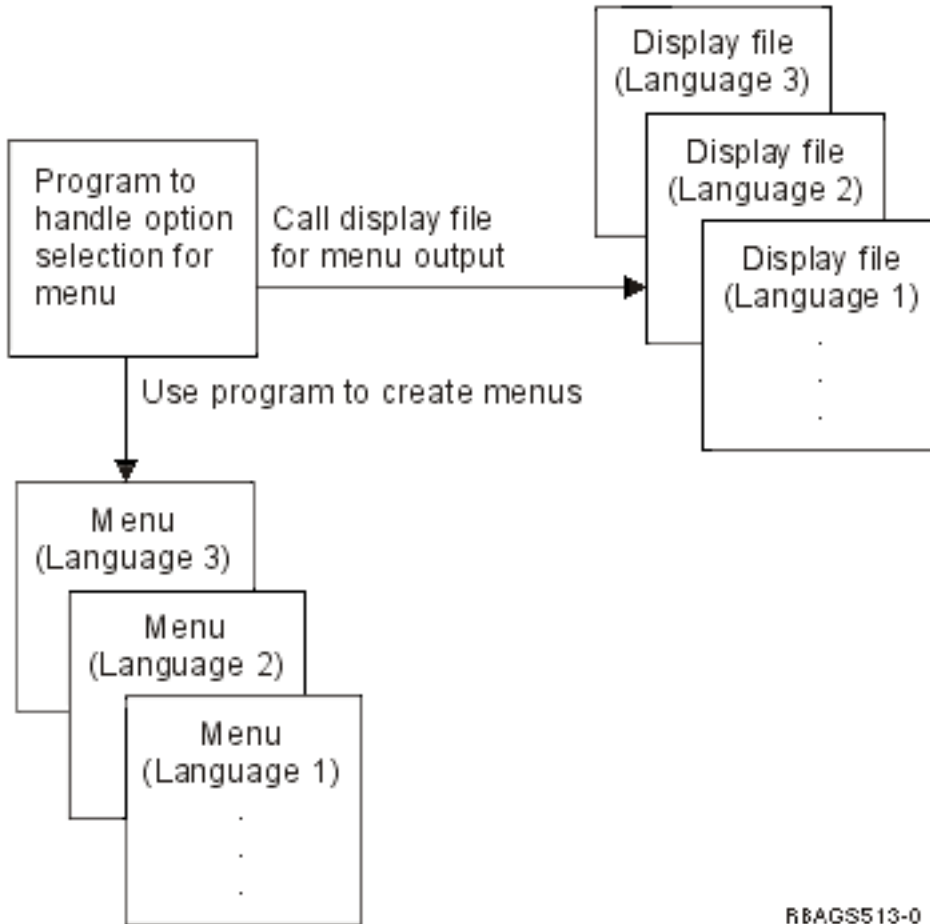 Display file
(Language 3)
Display file
(Language 2)
Display file
(Language 1)
.
.
.
Program to
handle option
selection for
menu
Call display file
for menu output
Use program to create menus
Menu
(Language 3)
Menu
(Language 2)
Menu
(Language 1)
.
.
.
RBAGS513-0